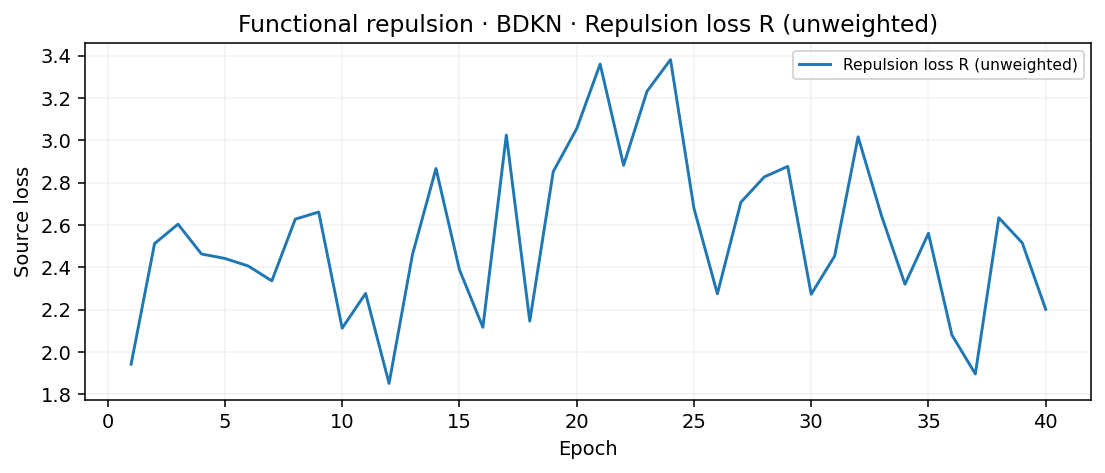 Functional repulsion · BDKN · Repulsion loss R (unweighted)
Repulsion loss R (unweighted)
Source loss
3.4
3.2
3.0
2.8
2.6
2.4
2.2
2.0
1.8
0 5 10 15 20 25 30 35 40
Epoch